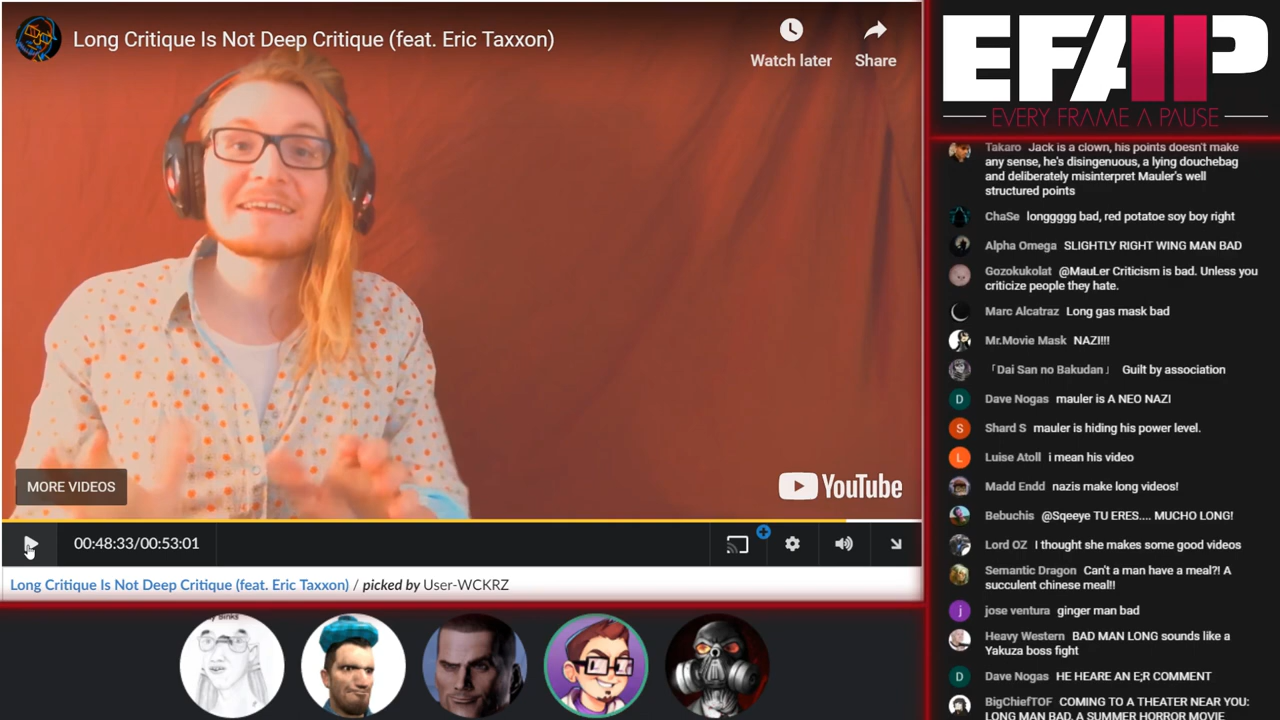 Long Critique Is Not Deep Critique (feat. Eric Taxxon)
Watch later
Share
MORE VIDEOS
YouTube
00:48:33/00:53:01
Long Critique Is Not Deep Critique (feat. Eric Taxxon) / picked by User-WCKRZ
EFAP
EVERY FRAME A PAUSE
Takaro Jack is a clown, his points doesn't make
any sense, he's disingenuous, a lying douchebag
and deliberately misinterpret Mauler's well
structured points
ChaSe longgggg bad, red potatoe soy boy right
Alpha Omega SLIGHTLY RIGHT WING MAN BAD
Gozokukolat @MauLer Criticism is bad. Unless you
criticize people they hate.
Marc Alcatraz Long gas mask bad
Mr.Movie Mask NAZI!!!
「Dai San no Bakudan」 Guilt by association
Dave Nogas mauler is A NEO NAZI
Shard S mauler is hiding his power level.
Luise Atoll i mean his video
Madd Endd nazis make long videos!
Bebuchis @Sqeeye TU ERES.... MUCHO LONG!
Lord OZ I thought she makes some good videos
Semantic Dragon Can't a man have a meal?! A
succulent chinese meal!!
jose ventura ginger man bad
Heavy Western BAD MAN LONG sounds like a
Yakuza boss fight
Dave Nogas HE HEARE AN E;R COMMENT
BigChiefTOF COMING TO A THEATER NEAR YOU:
LONG MAN BAD, A SUMMER HORROR MOVIE